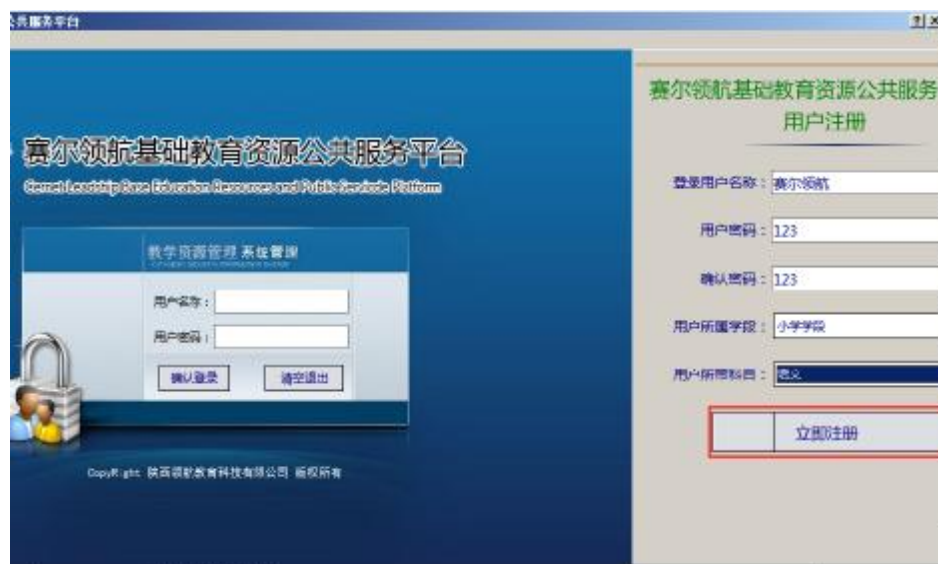 公共服务平台
赛尔领航基础教育资源公共服务平台
教学资源管理 系统管理
用户名称：
用户密码：
确认登录
清空退出
CopyRight 陕西领航教育科技有限公司 版权所有
赛尔领航基础教育资源公共服务
用户注册
登录用户名称：赛尔领航
用户密码：123
确认密码：123
用户所属学段：小学学段
用户所带科目：语文
立即注册